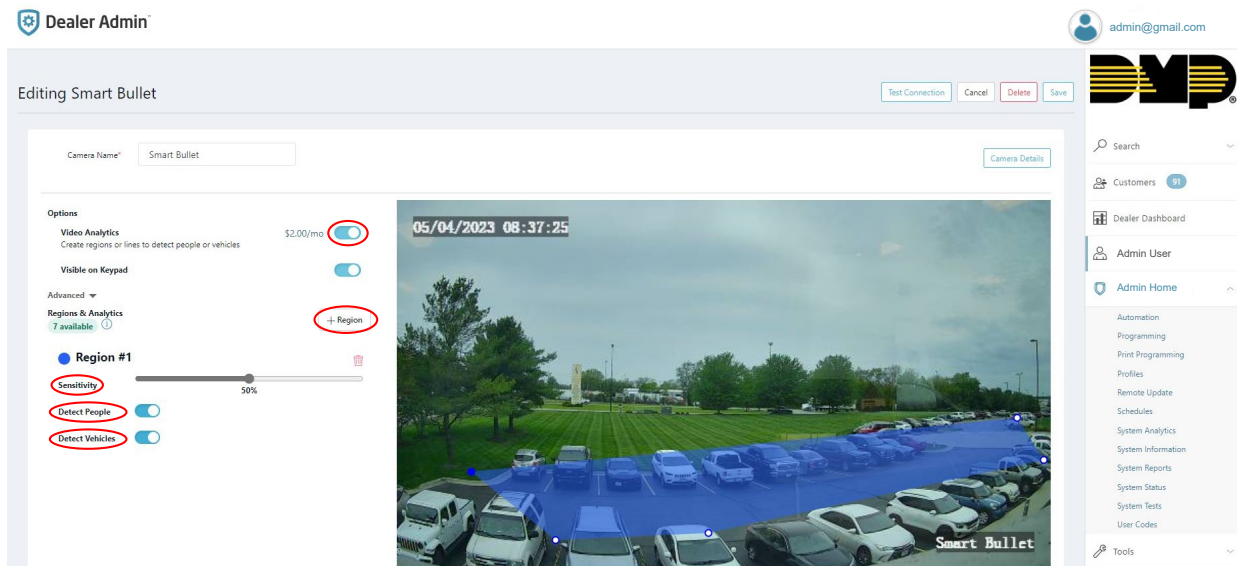 Dealer Admin
admin@gmail.com
Editing Smart Bullet
Test Connection
Cancel
Delete
Save
DMP®
Camera Name*
Smart Bullet
Camera Details
Search
Customers 91
Dealer Dashboard
Admin User
Admin Home
Automation
Programming
Print Programming
Profiles
Remote Update
Schedules
System Analytics
System Information
System Reports
System Status
System Tests
User Codes
Tools
Options
Video Analytics
$2.00/mo
Create regions or lines to detect people or vehicles
Visible on Keypad
Advanced
Regions & Analytics
7 available
+ Region
Region #1
Sensitivity
50%
Detect People
Detect Vehicles
05/04/2023 08:37:25
Smart Bullet